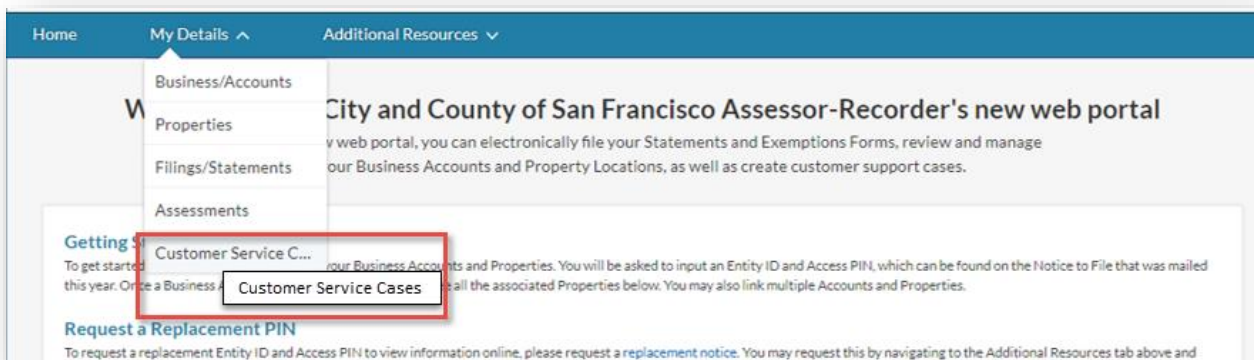 Home My Details Additional Resources
Business/Accounts
W City and County of San Francisco Assessor-Recorder's new web portal
Properties
web portal, you can electronically file your Statements and Exemptions Forms, review and manage
Filings/Statements
our Business Accounts and Property Locations, as well as create customer support cases.
Assessments
Getting S
Customer Service C...
To get started your Business Accounts and Properties. You will be asked to input an Entity ID and Access PIN, which can be found on the Notice to File that was mailed
this year. Once a Business all the associated Properties below. You may also link multiple Accounts and Properties.
Customer Service Cases
Request a Replacement PIN
To request a replacement Entity ID and Access PIN to view information online, please request a replacement notice. You may request this by navigating to the Additional Resources tab above and